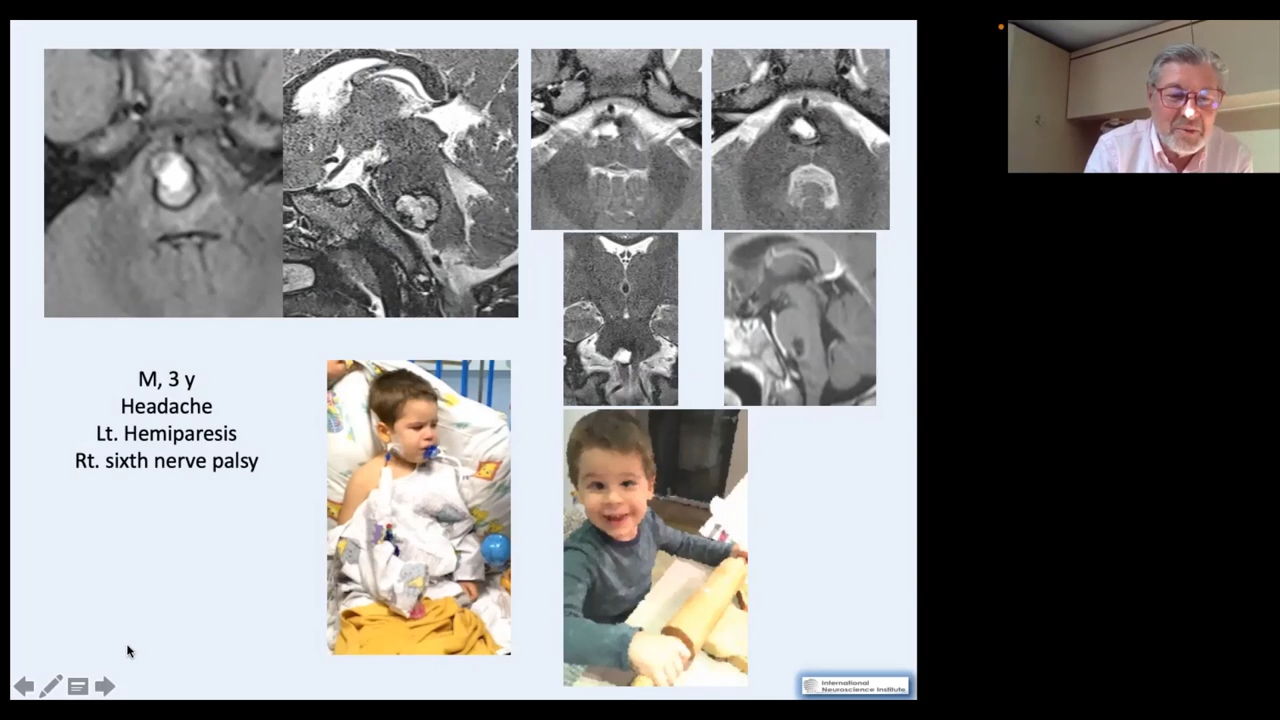 M, 3 y
Headache
Lt. Hemiparesis
Rt. sixth nerve palsy
International
Neuroscience Institute